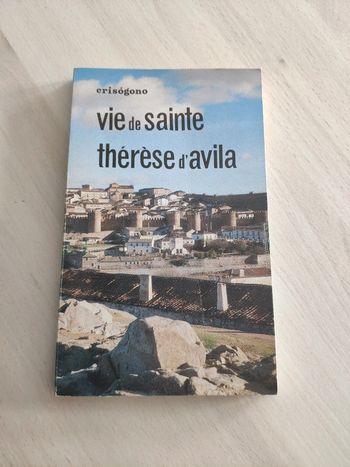 crisógono
vie de sainte
thérèse d'avila